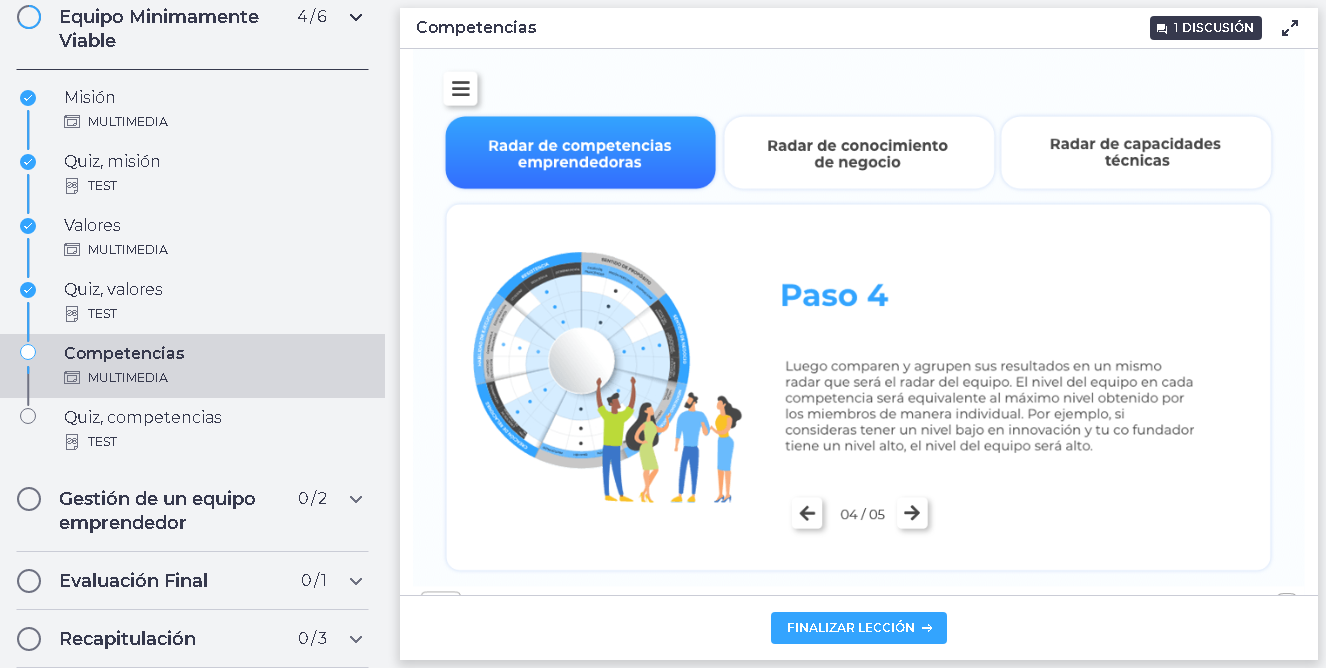 Equipo Minimamente
Viable
4/6
Misión
MULTIMEDIA
Quiz, misión
TEST
Valores
MULTIMEDIA
Quiz, valores
TEST
Competencias
MULTIMEDIA
Quiz, competencias
TEST
Gestión de un equipo
emprendedor
0/2
Evaluación Final
0/1
Recapitulación
0/3
Competencias
1 DISCUSIÓN
Radar de competencias
emprendedoras
Radar de conocimiento
de negocio
Radar de capacidades
técnicas
RESISTENCIA
SENTIDO DE PROPÓSITO
Paso 4
Luego comparen y agrupen sus resultados en un mismo
radar que será el radar del equipo. El nivel del equipo en cada
competencia será equivalente al máximo nivel obtenido por
los miembros de manera individual. Por ejemplo, si
consideras tener un nivel bajo en innovación y tu co fundador
tiene un nivel alto, el nivel del equipo será alto.
04 / 05
FINALIZAR LECCIÓN